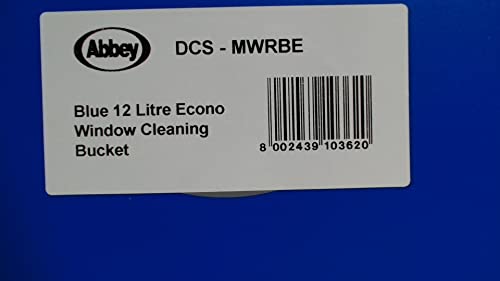 Abbey
DCS - MWRBE
Blue 12 Litre Econo
Window Cleaning
Bucket
8 002439 103620